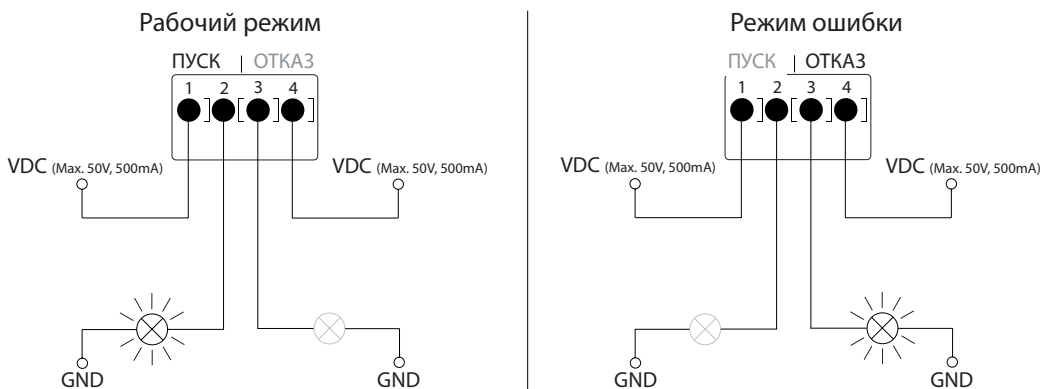 Рабочий режим
ПУСК | ОТКАЗ
1 2 3 4
VDC (Max. 50V, 500mA)
VDC (Max. 50V, 500mA)
GND
GND
Режим ошибки
ПУСК | ОТКАЗ
1 2 3 4
VDC (Max. 50V, 500mA)
VDC (Max. 50V, 500mA)
GND
GND